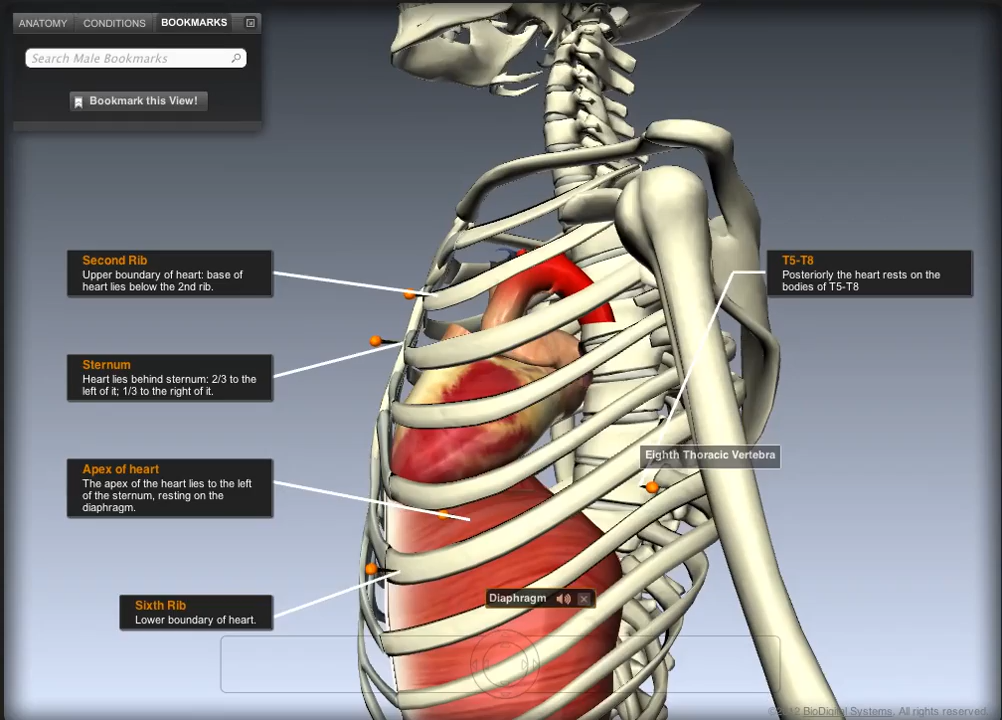 ANATOMY CONDITIONS BOOKMARKS
Search Male Bookmarks
Bookmark this View!
Second Rib
Upper boundary of heart: base of
heart lies below the 2nd rib.
T5-T8
Posteriorly the heart rests on the
bodies of T5-T8
Sternum
Heart lies behind sternum: 2/3 to the
left of it; 1/3 to the right of it.
Eighth Thoracic Vertebra
Apex of heart
The apex of the heart lies to the left
of the sternum, resting on the
diaphragm.
Diaphragm
Sixth Rib
Lower boundary of heart.
©2012 BioDigital Systems. All rights reserved.